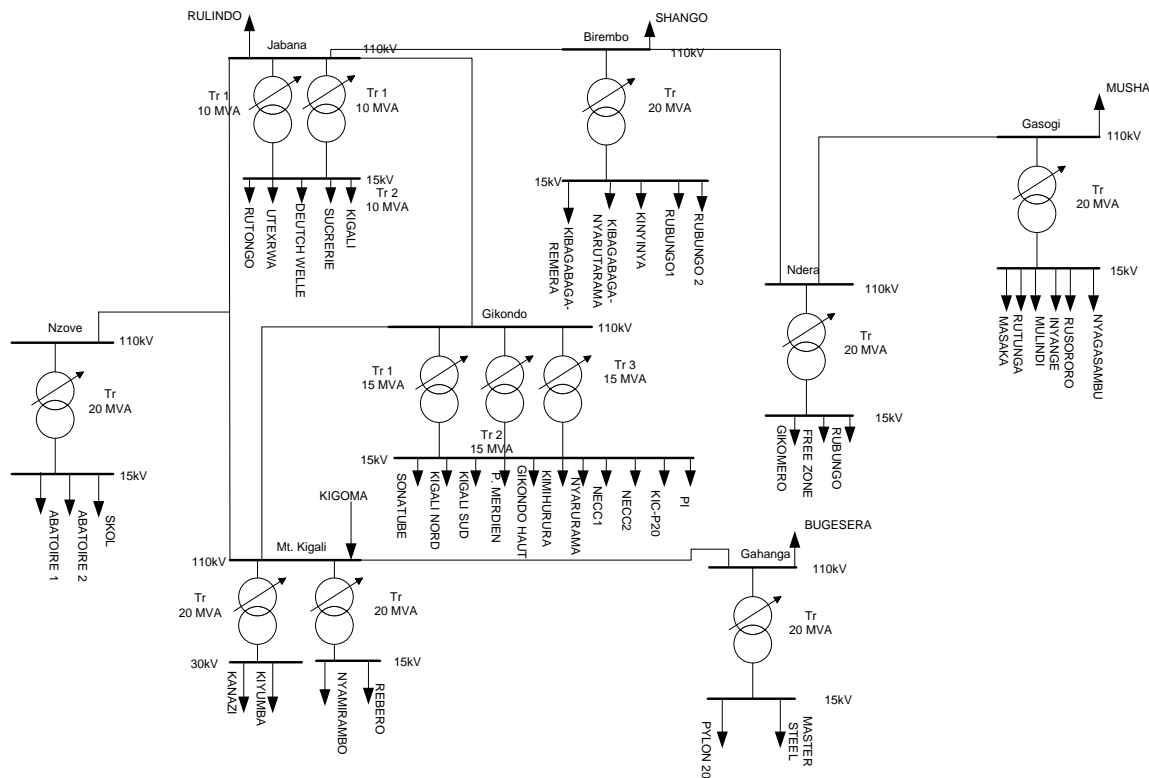 RULINDO
SHANGO
Jabana
Birembo
110kV
110kV
MUSHA
Tr 1
10 MVA
Tr 1
10 MVA
Tr
20 MVA
Gasogi
110kV
15kV
Tr 2
10 MVA
RUTONGO
UTEXRWA
DEUTCH WELLE
SUCRERIE
KIGALI
15kV
KIBAGABAGA-
REMERA
KIBAGABAGA-
NYARUTARAMA
KINYINYA
RUBUNGO1
RUBUNGO 2
Tr
20 MVA
15kV
MASAKA
RUTUNGA
MULINDI
INYANGE
RUSORORO
NYAGASAMBU
Ndera
110kV
Tr
20 MVA
15kV
GIKOMERO
FREE ZONE
RUBUNGO
Nzove
110kV
Tr
20 MVA
15kV
ABATOIRE 1
ABATOIRE 2
SKOL
Gikondo
110kV
Tr 1
15 MVA
Tr 2
15 MVA
Tr 3
15 MVA
15kV
SONATUBE
KIGALI NORD
KIGALI SUD
P. MERDIEN
GIKONDO HAUT
KIMIHURURA
NYARURAMA
NECC1
NECC2
KIC-P20
PI
KIGOMA
Mt. Kigali
110kV
Tr
20 MVA
Tr
20 MVA
30kV
KANAZI
KIYUMBA
15kV
NYAMIRAMBO
REBERO
BUGESERA
Gahanga
110kV
Tr
20 MVA
15kV
PYLON 20
MASTER
STEEL